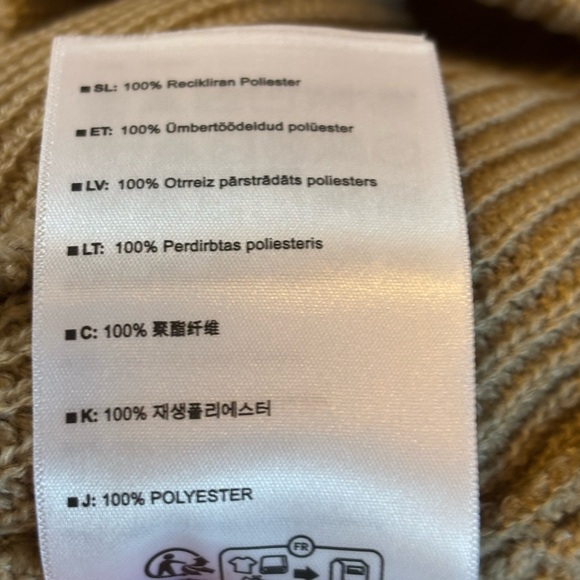 SL: 100% Recikliran Poliester
ET: 100% Ümbertöödeldud polüester
LV: 100% Otrreiz pārstrādāts poliesters
LT: 100% Perdirbtas poliesteris
C: 100% 聚酯纤维
K: 100% 재생폴리에스터
J: 100% POLYESTER
FR